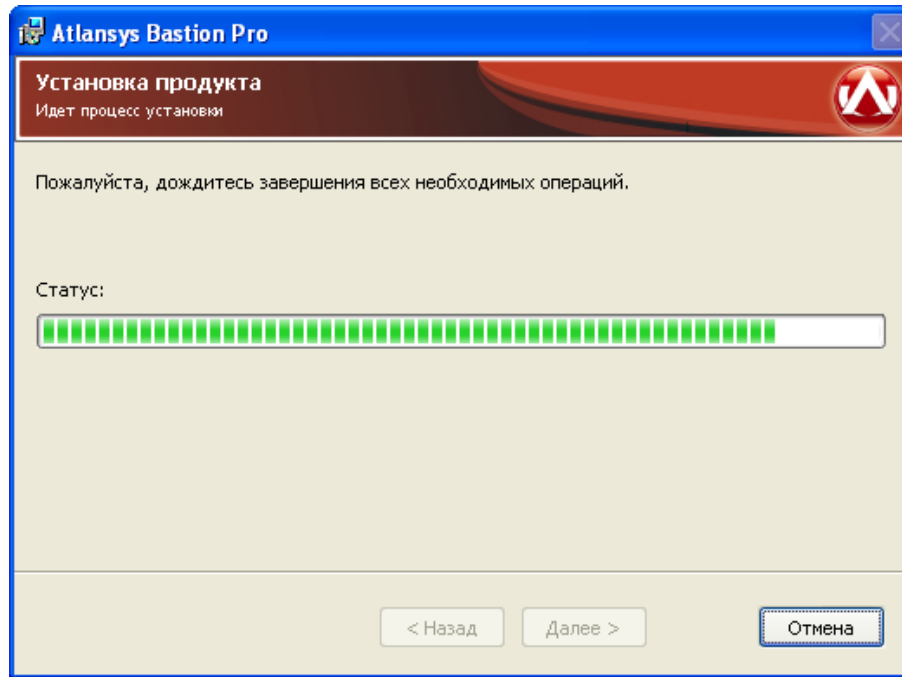 Atlansys Bastion Pro
Установка продукта
Идет процесс установки
Пожалуйста, дождитесь завершения всех необходимых операций.
Статус:
< Назад
Далее >
Отмена